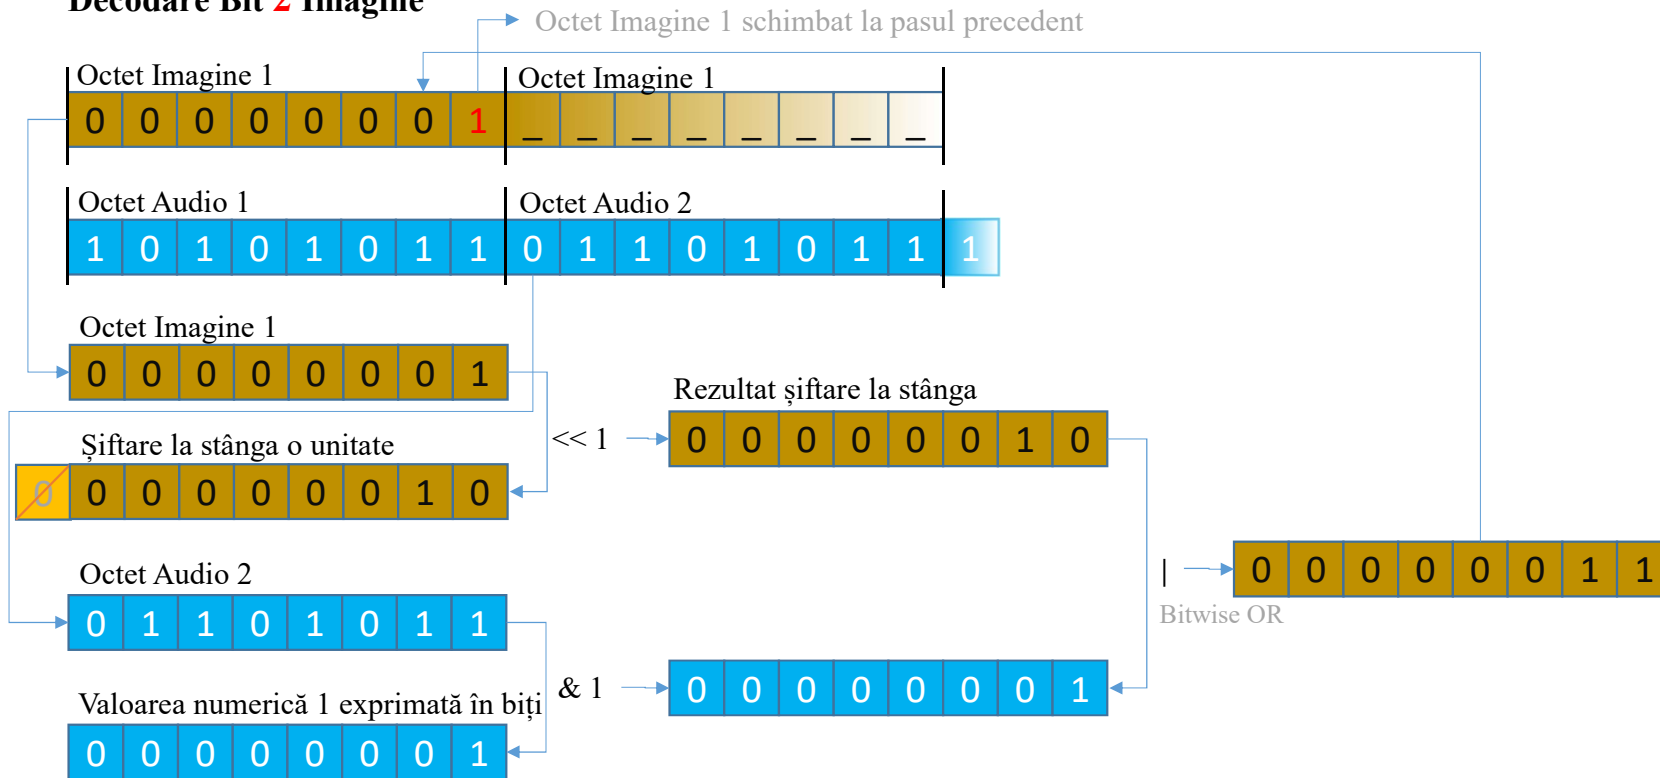 Decodare Bit 2 Imagine
Octet Imagine 1 schimbat la pasul precedent
Octet Imagine 1 Octet Imagine 1
0 0 0 0 0 0 0 1 _ _ _ _ _ _ _ _
Octet Audio 1 Octet Audio 2
1 0 1 0 1 0 1 1 0 1 1 0 1 0 1 1 1
Octet Imagine 1
0 0 0 0 0 0 0 1
Rezultat șiftare la stânga
<< 1
0 0 0 0 0 0 1 0
Șiftare la stânga o unitate
0 0 0 0 0 0 0 1 0
Octet Audio 2
0 1 1 0 1 0 1 1
|
0 0 0 0 0 0 1 1
Bitwise OR
& 1
0 0 0 0 0 0 0 1
Valoarea numerică 1 exprimată în biți
0 0 0 0 0 0 0 1